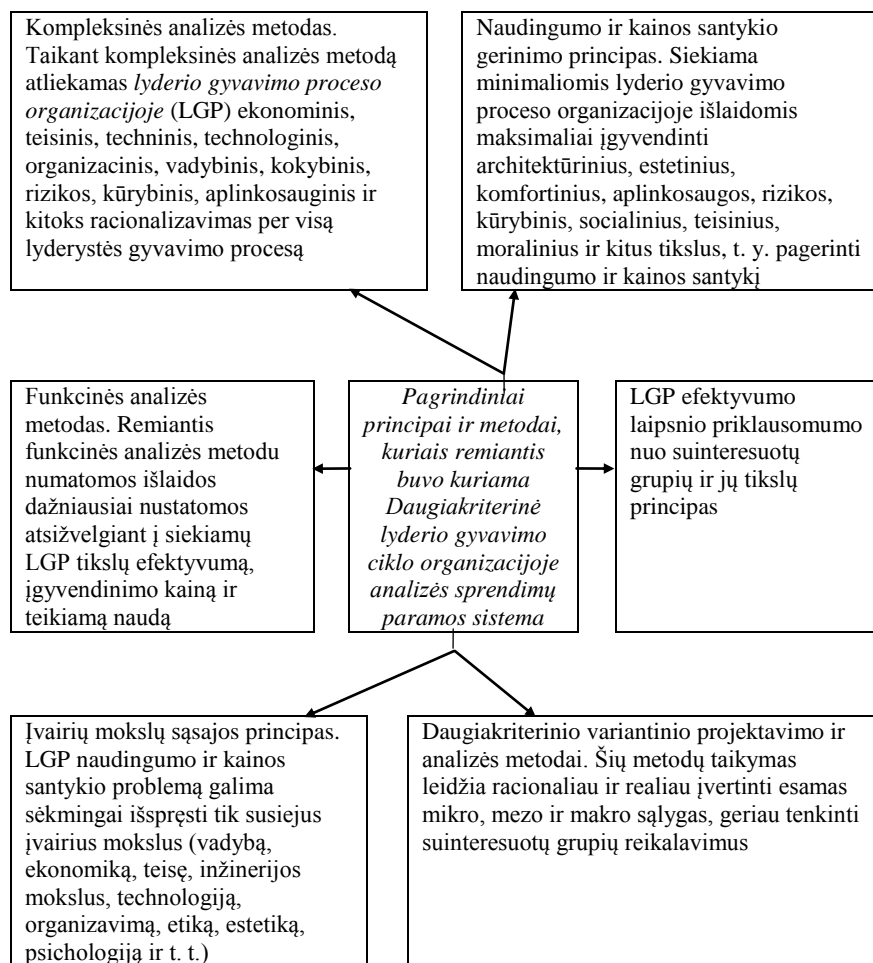 Kompleksinės analizės metodas.
Taikant kompleksinės analizės metodą
atliekamas lyderio gyvavimo proceso
organizacijoje (LGP) ekonominis,
teisinis, techninis, technologinis,
organizacinis, vadybinis, kokybinis,
rizikos, kūrybinis, aplinkosauginis ir
kitoks racionalizavimas per visą
lyderystės gyvavimo procesą
Naudingumo ir kainos santykio
gerinimo principas. Siekiama
minimaliomis lyderio gyvavimo
proceso organizacijoje išlaidomis
maksimaliai įgyvendinti
architektūrinius, estetinius,
komfortinius, aplinkosaugos, rizikos,
kūrybinis, socialinius, teisinius,
moralinius ir kitus tikslus, t. y. pagerinti
naudingumo ir kainos santykį
Funkcinės analizės
metodas. Remiantis
funkcinės analizės metodu
numatomos išlaidos
dažniausiai nustatomos
atsižvelgiant į siekiamų
LGP tikslų efektyvumą,
įgyvendinimo kainą ir
teikiamą naudą
Pagrindiniai
principai ir metodai,
kuriais remiantis
buvo kuriama
Daugiakriterinė
lyderio gyvavimo
ciklo organizacijoje
analizės sprendimų
paramos sistema
LGP efektyvumo
laipsnio priklausomumo
nuo suinteresuotų
grupių ir jų tikslų
principas
Įvairių mokslų sąsajos principas.
LGP naudingumo ir kainos
santykio problemą galima
sėkmingai išspręsti tik susiejus
įvairius mokslus (vadybą,
ekonomiką, teisę, inžinerijos
mokslus, technologiją,
organizavimą, etiką, estetiką,
psichologiją ir t. t.)
Daugiakriterinio variantinio projektavimo ir
analizės metodai. Šių metodų taikymas
leidžia racionaliau ir realiau įvertinti esamas
mikro, mezo ir makro sąlygas, geriau tenkinti
suinteresuotų grupių reikalavimus